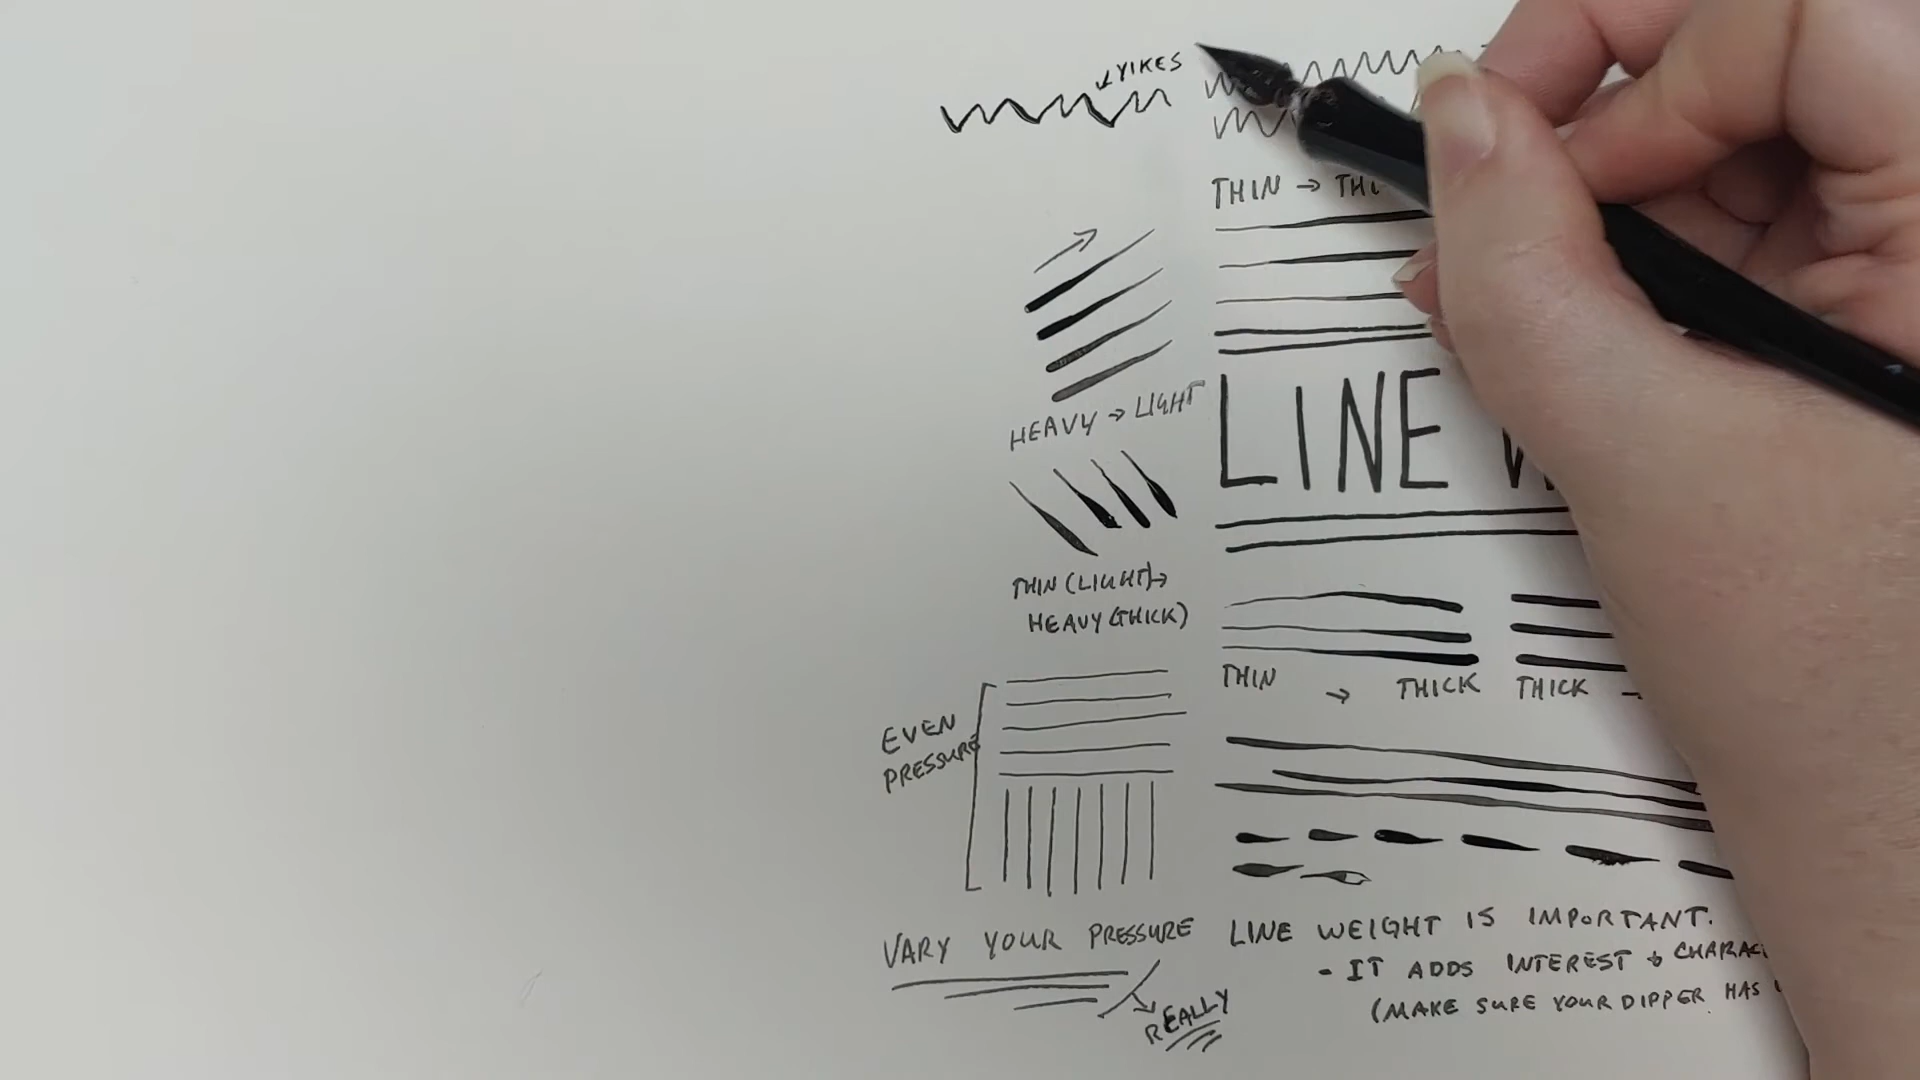 YIKES
THIN → THI
HEAVY → LIGHT
LINE
THIN (LIGHT)→
HEAVY (THICK)
THIN → THICK THICK →
EVEN
PRESSURE
VARY YOUR PRESSURE
REALLY
LINE WEIGHT IS IMPORTANT.
- IT ADDS INTEREST + CHARAC
(MAKE SURE YOUR DIPPER HAS